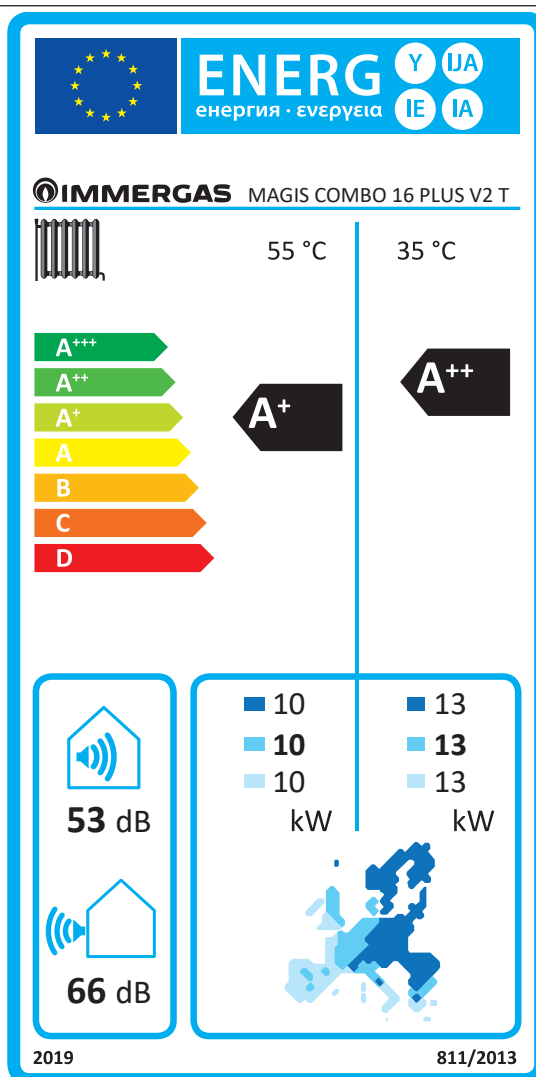 ENERG
енергия · ενεργεια
Y IJA
IE IA
IMMERGAS MAGIS COMBO 16 PLUS V2 T
55 °C 35 °C
A+++
A++
A+
A
B
C
D
A+
A++
53 dB
66 dB
10 13
10 13
10 13
kW kW
2019 811/2013